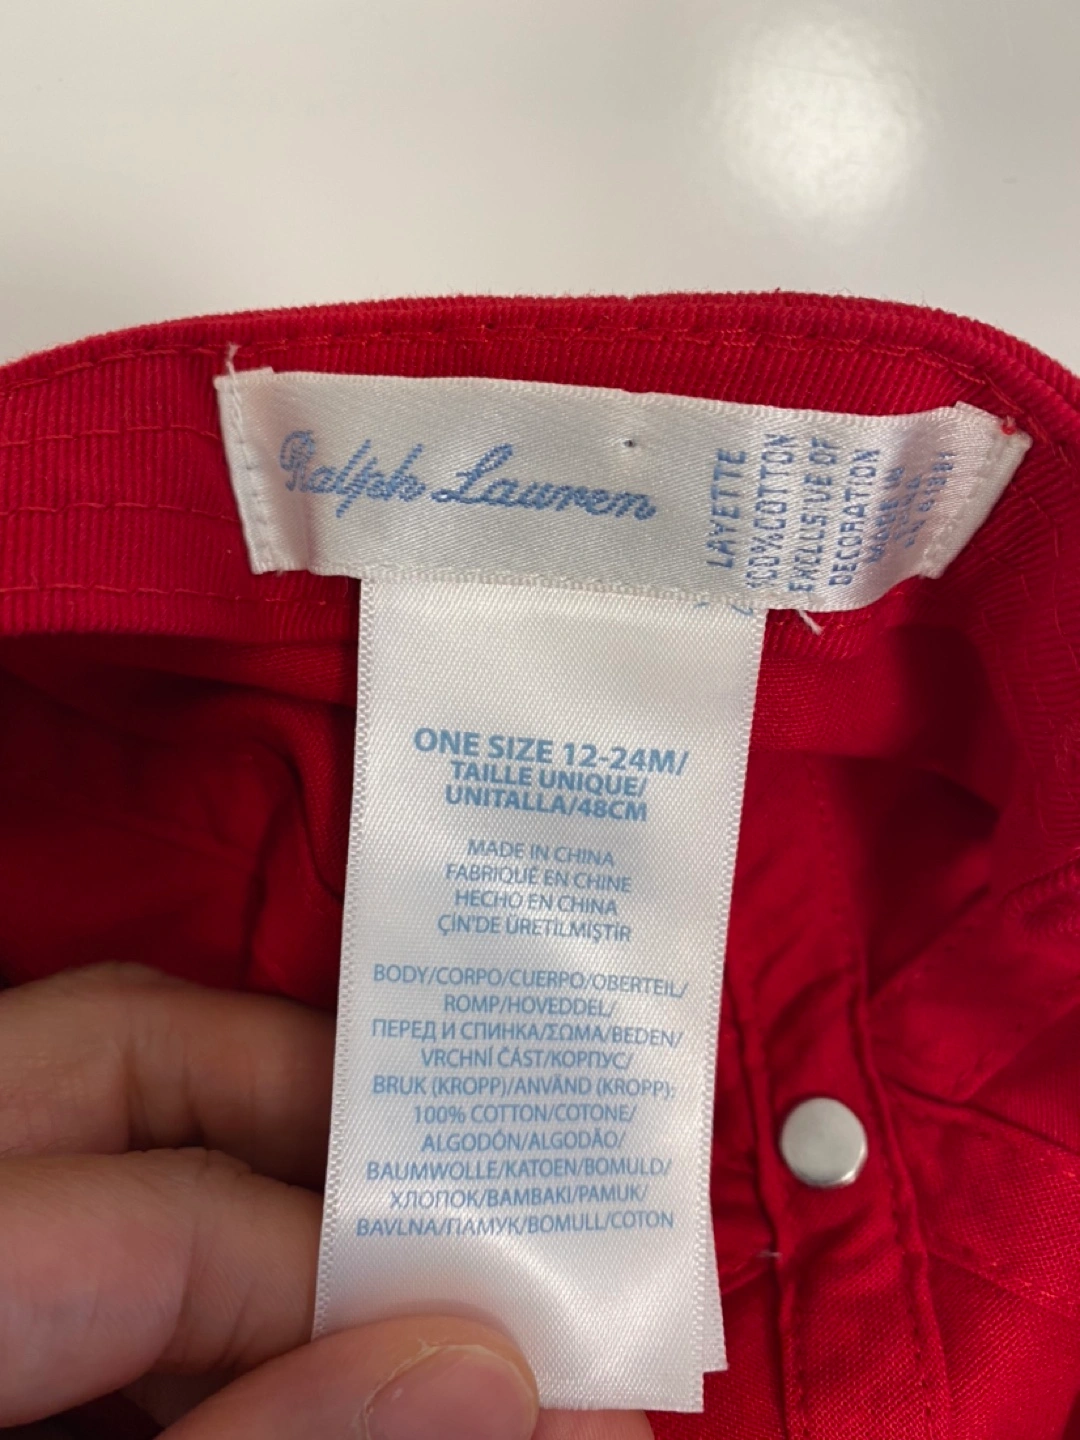 Ralph Lauren
LAYETTE
100% COTTON
EXCLUSIVE OF
DECORATION
MADE IN
ONE SIZE 12-24M/
TAILLE UNIQUE/
UNITALLA/48CM
MADE IN CHINA
FABRIQUÉ EN CHINE
HECHO EN CHINA
ÇİN'DE ÜRETİLMİŞTİR
BODY/CORPO/CUERPO/OBERTEIL/
ROMP/HOVEDDEL/
ПЕРЕД И СПИНКА/ΣΩΜΑ/BEDEN/
VRCHNÍ ČÁST/КОРПУС/
BRUK (KROPP)/ANVÄND (KROPP):
100% COTTON/COTONE/
ALGODÓN/ALGODÃO/
BAUMWOLLE/KATOEN/BOMULD/
ХЛОПОК/BAMBAKI/PAMUK/
BAVLNA/ПАМУК/BOMULL/COTON